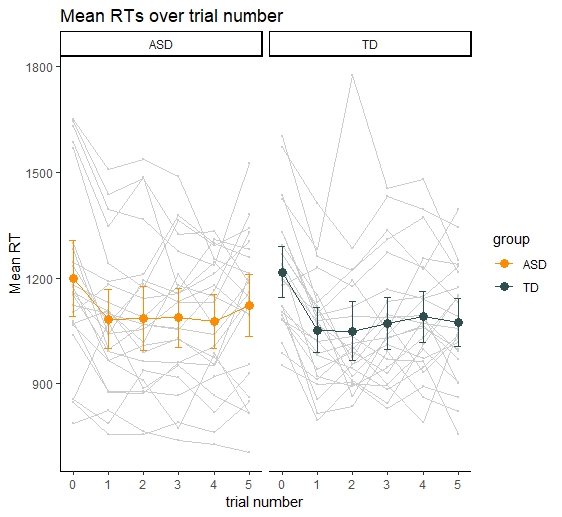 Mean RTs over trial number
ASD TD
1800
1500
1200
900
Mean RT
0 1 2 3 4 5 0 1 2 3 4 5
trial number
group
ASD
TD